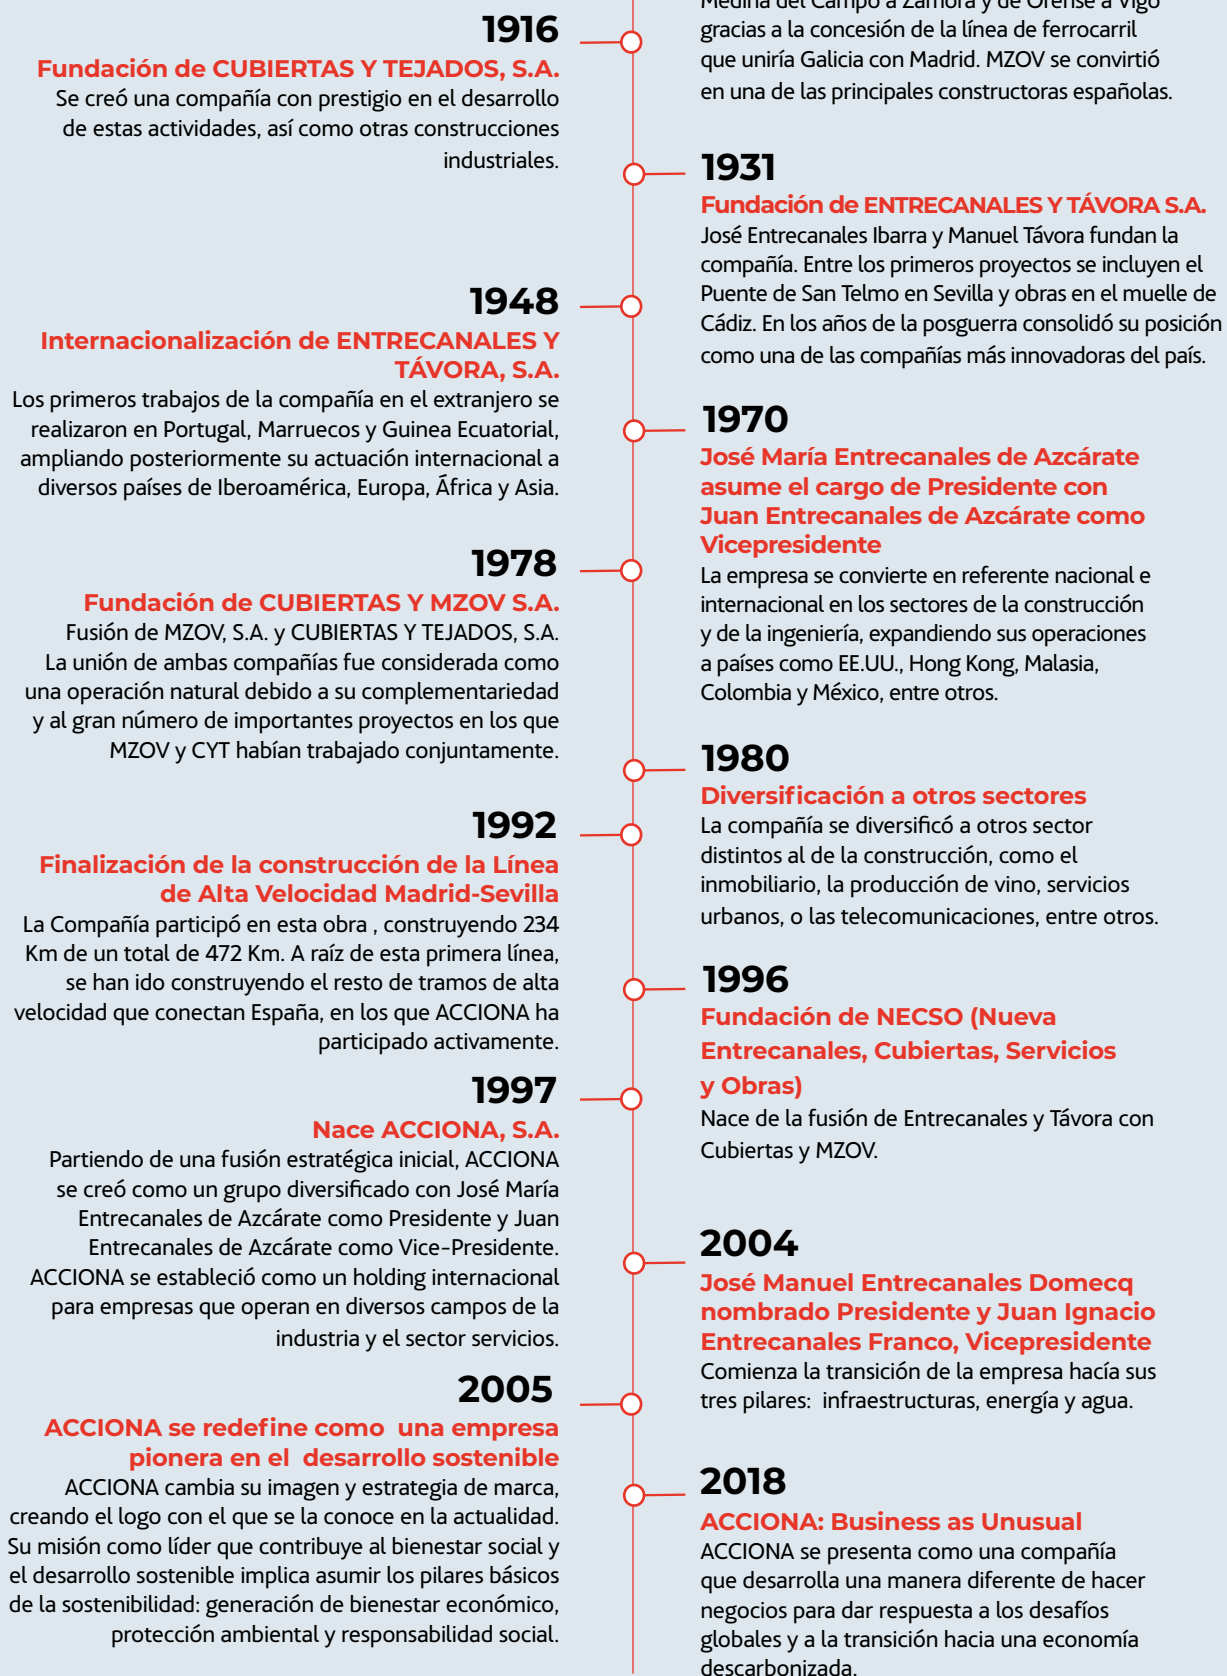 Medina del Campo a Zamora y de Orense a Vigo
gracias a la concesión de la línea de ferrocarril
que uniría Galicia con Madrid. MZOV se convirtió
en una de las principales constructoras españolas.
1916
Fundación de CUBIERTAS Y TEJADOS, S.A.
Se creó una compañía con prestigio en el desarrollo
de estas actividades, así como otras construcciones
industriales.
1931
Fundación de ENTRECANALES Y TÁVORA S.A.
José Entrecanales Ibarra y Manuel Távora fundan la
compañía. Entre los primeros proyectos se incluyen el
Puente de San Telmo en Sevilla y obras en el muelle de
Cádiz. En los años de la posguerra consolidó su posición
como una de las compañías más innovadoras del país.
1948
Internacionalización de ENTRECANALES Y
TÁVORA, S.A.
Los primeros trabajos de la compañía en el extranjero se
realizaron en Portugal, Marruecos y Guinea Ecuatorial,
ampliando posteriormente su actuación internacional a
diversos países de Iberoamérica, Europa, África y Asia.
1970
José María Entrecanales de Azcárate
asume el cargo de Presidente con
Juan Entrecanales de Azcárate como
Vicepresidente
La empresa se convierte en referente nacional e
internacional en los sectores de la construcción
y de la ingeniería, expandiendo sus operaciones
a países como EE.UU., Hong Kong, Malasia,
Colombia y México, entre otros.
1978
Fundación de CUBIERTAS Y MZOV S.A.
Fusión de MZOV, S.A. y CUBIERTAS Y TEJADOS, S.A.
La unión de ambas compañías fue considerada como
una operación natural debido a su complementariedad
y al gran número de importantes proyectos en los que
MZOV y CYT habían trabajado conjuntamente.
1980
Diversificación a otros sectores
La compañía se diversificó a otros sector
distintos al de la construcción, como el
inmobiliario, la producción de vino, servicios
urbanos, o las telecomunicaciones, entre otros.
1992
Finalización de la construcción de la Línea
de Alta Velocidad Madrid-Sevilla
La Compañía participó en esta obra , construyendo 234
Km de un total de 472 Km. A raíz de esta primera línea,
se han ido construyendo el resto de tramos de alta
velocidad que conectan España, en los que ACCIONA ha
participado activamente.
1996
Fundación de NECSO (Nueva
Entrecanales, Cubiertas, Servicios
y Obras)
Nace de la fusión de Entrecanales y Távora con
Cubiertas y MZOV.
1997
Nace ACCIONA, S.A.
Partiendo de una fusión estratégica inicial, ACCIONA
se creó como un grupo diversificado con José María
Entrecanales de Azcárate como Presidente y Juan
Entrecanales de Azcárate como Vice-Presidente.
ACCIONA se estableció como un holding internacional
para empresas que operan en diversos campos de la
industria y el sector servicios.
2004
José Manuel Entrecanales Domecq
nombrado Presidente y Juan Ignacio
Entrecanales Franco, Vicepresidente
Comienza la transición de la empresa hacía sus
tres pilares: infraestructuras, energía y agua.
2005
ACCIONA se redefine como una empresa
pionera en el desarrollo sostenible
ACCIONA cambia su imagen y estrategia de marca,
creando el logo con el que se la conoce en la actualidad.
Su misión como líder que contribuye al bienestar social y
el desarrollo sostenible implica asumir los pilares básicos
de la sostenibilidad: generación de bienestar económico,
protección ambiental y responsabilidad social.
2018
ACCIONA: Business as Unusual
ACCIONA se presenta como una compañía
que desarrolla una manera diferente de hacer
negocios para dar respuesta a los desafíos
globales y a la transición hacia una economía
descarbonizada.